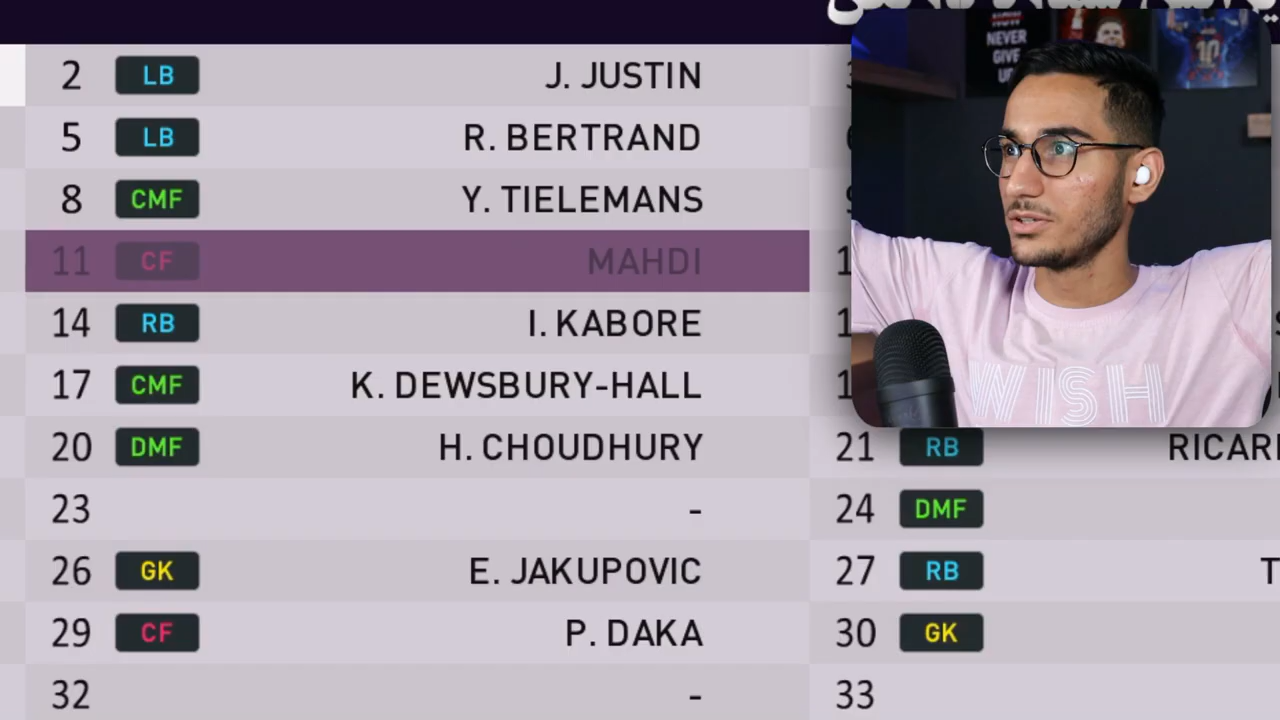 NOW
NEVER
GIVE
UP
10
2 LB J. JUSTIN
5 LB R. BERTRAND
8 CMF Y. TIELEMANS
11 CF MAHDI
14 RB I. KABORE
17 CMF K. DEWSBURY-HALL
20 DMF H. CHOUDHURY 21 RB
23 - 24 DMF
26 GK E. JAKUPOVIC 27 RB
29 CF P. DAKA 30 GK
32 - 33
WISH